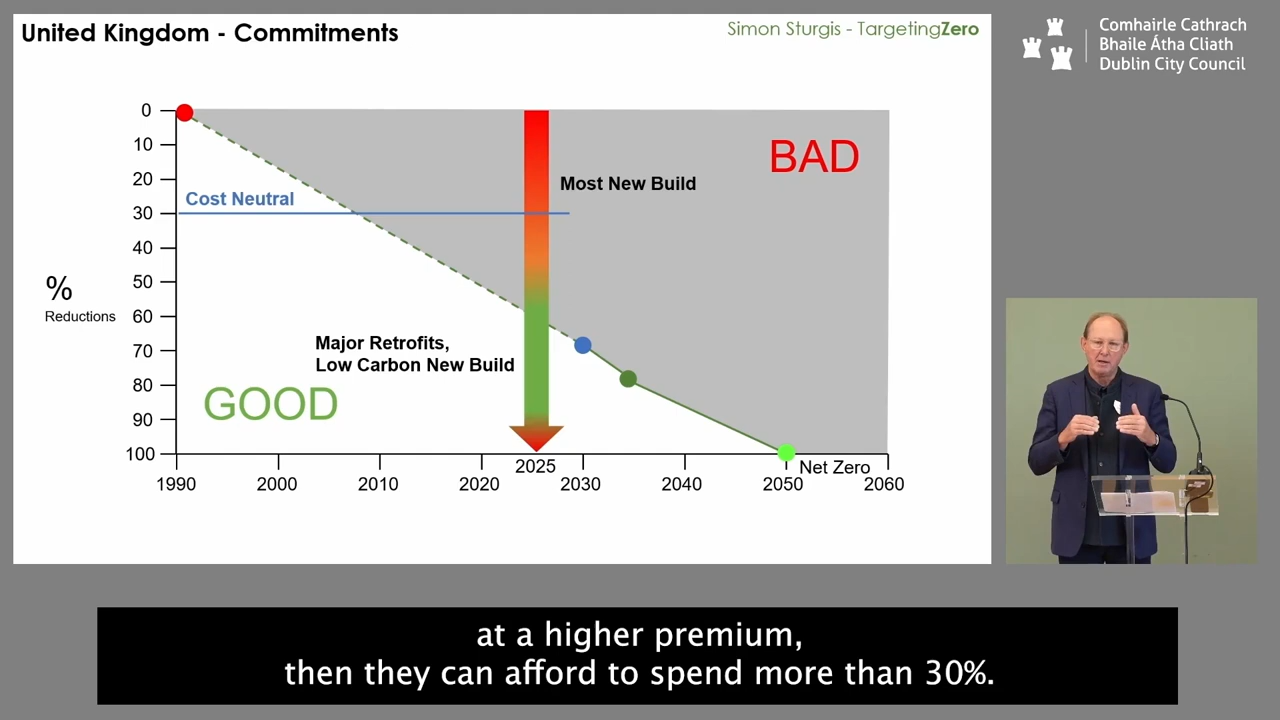 United Kingdom - Commitments
Simon Sturgis - TargetingZero
Comhairle Cathrach
Bhaile Átha Cliath
Dublin City Council
BAD
Most New Build
Cost Neutral
0
10
20
30
40
50
60
70
80
90
100
%
Reductions
Major Retrofits,
Low Carbon New Build
GOOD
2025
Net Zero
1990
2000
2010
2020
2030
2040
2050
2060
at a higher premium,
then they can afford to spend more than 30%.